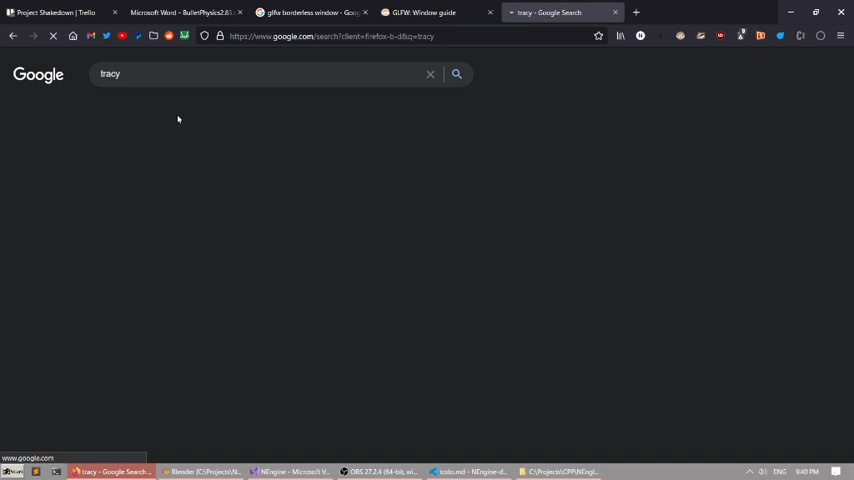 Project Shakedown | Trello
Microsoft Word - BulletPhysics2.83.
glfw borderless window - Goog
GLFW: Window guide
tracy - Google Search
https://www.google.com/search?client=firefox-b-d&q=tracy
9
Google
tracy
www.google.com
Start
tracy - Google Search ...
Blender [C:\Projects\N...
NEngine - Microsoft V...
OBS 27.2.4 (64-bit, wi...
todo.md - NEngine-d...
C:\Projects\CPP\NEngi...
ENG
9:40 PM